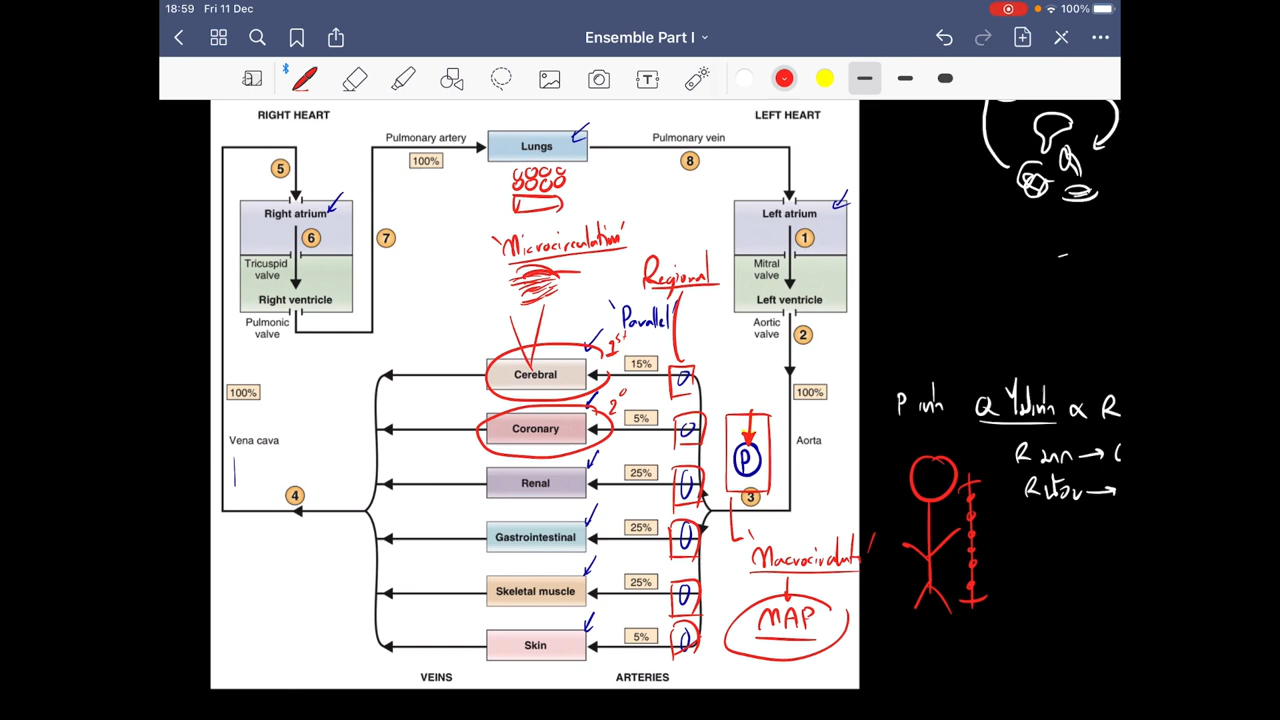 18:59 Fri 11 Dec
100%
Ensemble Part I
RIGHT HEART
LEFT HEART
Pulmonary artery
100%
Lungs
Pulmonary vein
8
5
Right atrium
6
7
Tricuspid
valve
Right ventricle
Pulmonic
valve
Left atrium
1
Mitral
valve
Left ventricle
Aortic
valve
2
'Microcirculation'
Regional
'Parallel'
1st
Cerebral
15%
2°
Coronary
5%
Renal
25%
Gastrointestinal
25%
Skeletal muscle
25%
Skin
5%
100%
Vena cava
4
100%
Aorta
P
3
MAP
VEINS
ARTERIES
Q
∝ R